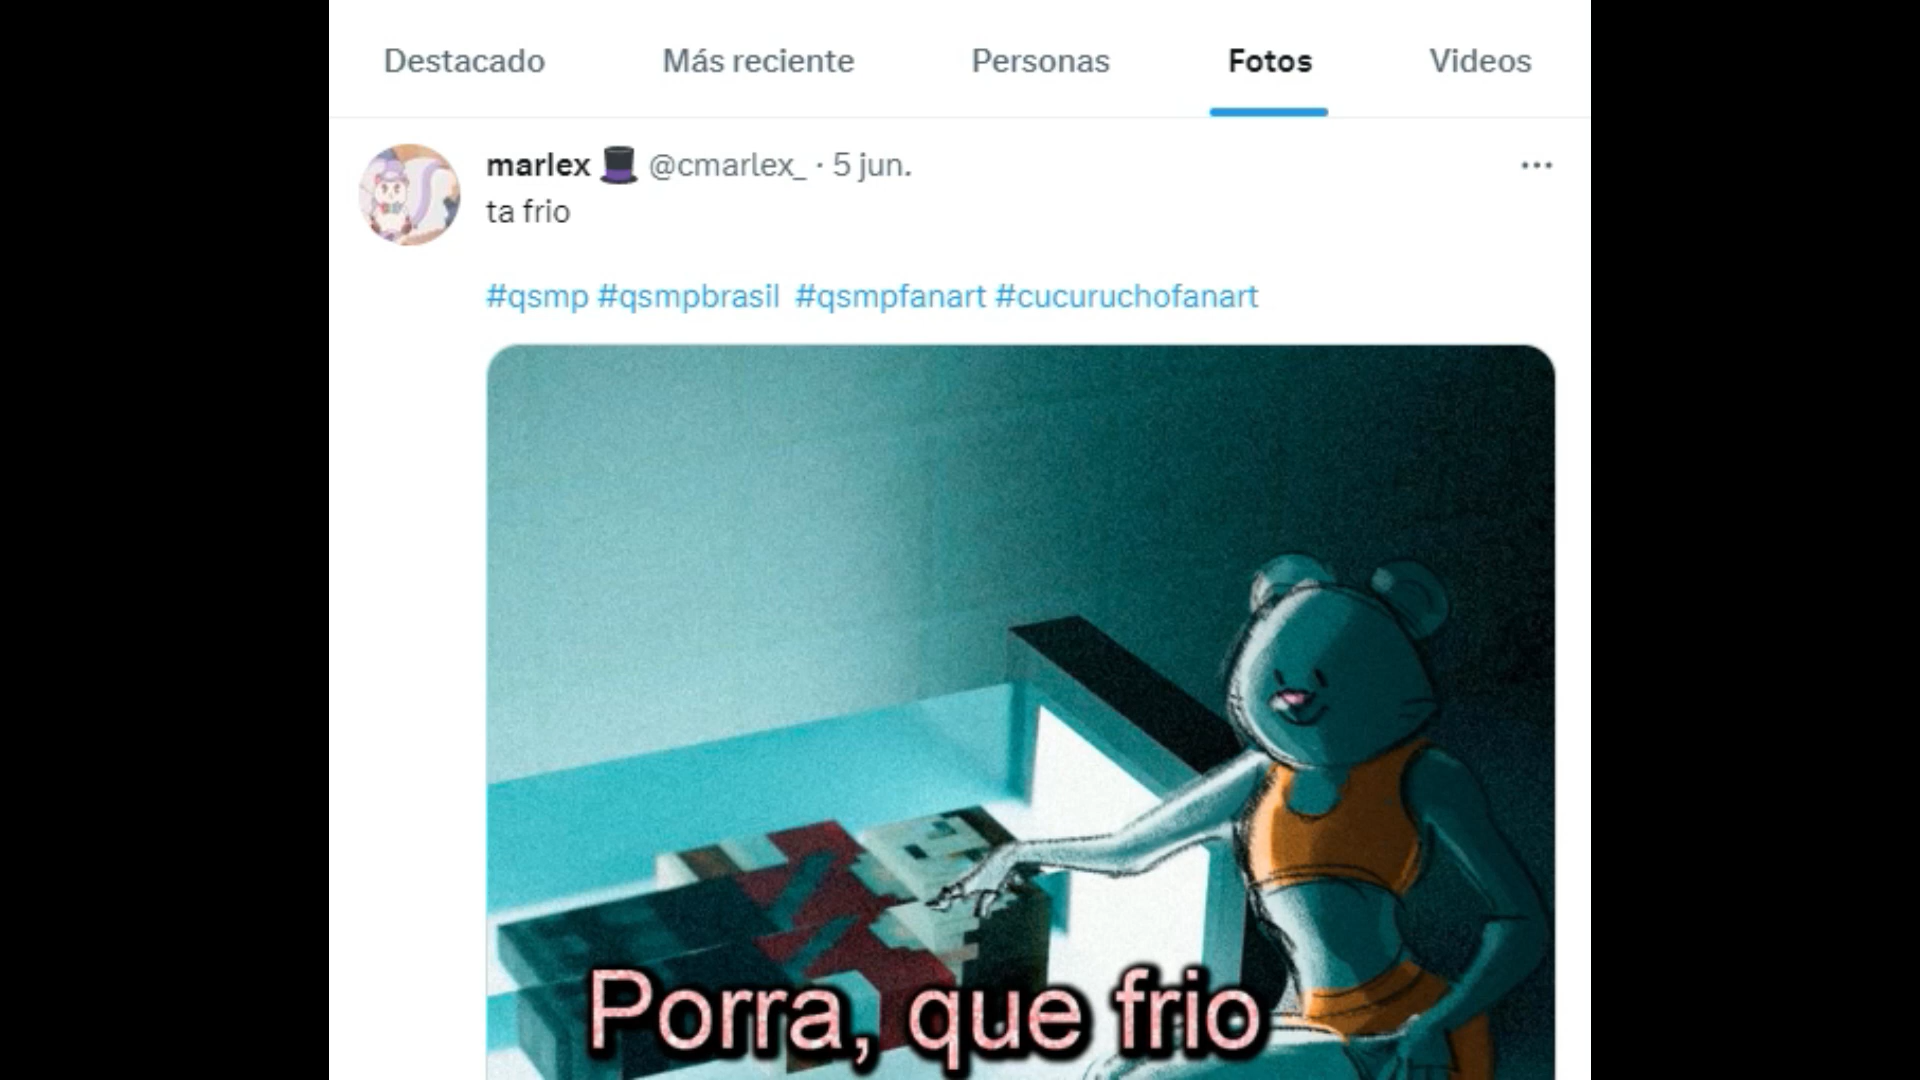 Destacado Más reciente Personas Fotos Videos
marlex 🎩 @cmarlex_ · 5 jun.
ta frio
#qsmp #qsmpbrasil #qsmpfanart #cucuruchofanart
Porra, que frio